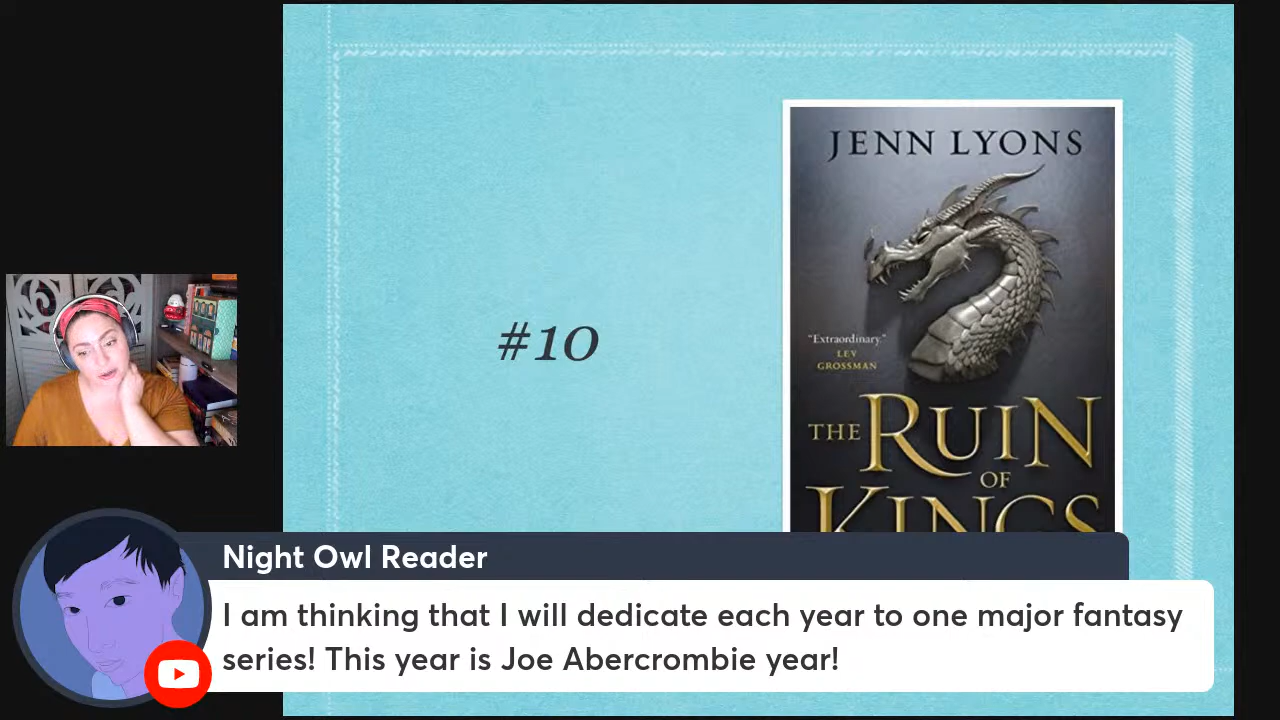 #10
JENN LYONS
"Extraordinary."
LEV
GROSSMAN
THE RUIN
OF
KINGS
Night Owl Reader
I am thinking that I will dedicate each year to one major fantasy
series! This year is Joe Abercrombie year!